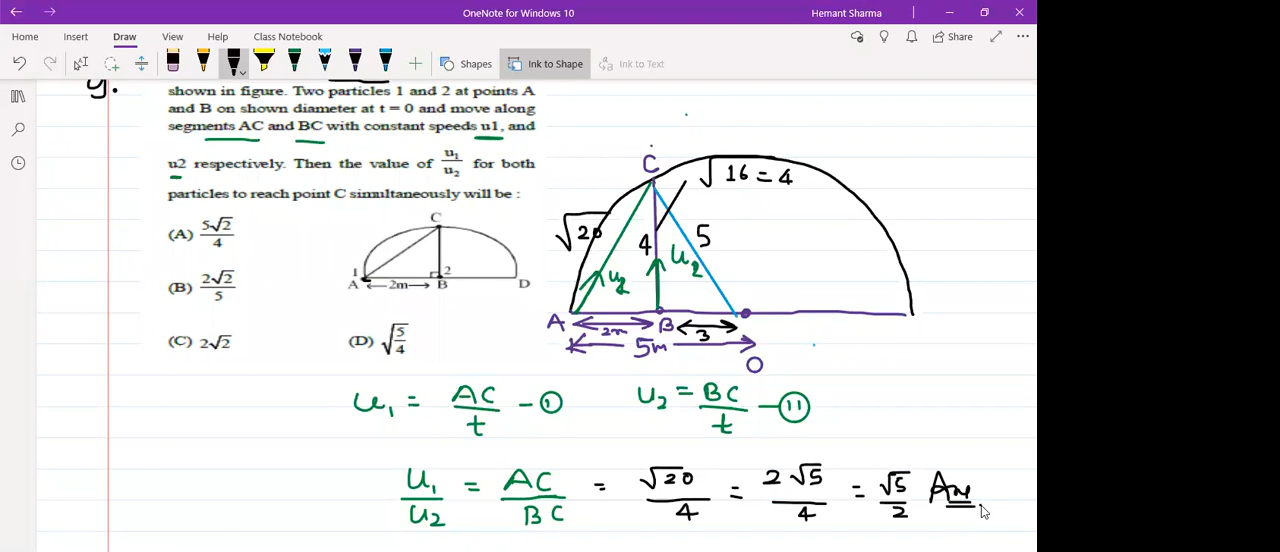 OneNote for Windows 10
Hemant Sharma
Home Insert Draw View Help Class Notebook
Share
Shapes Ink to Shape Ink to Text
9.
shown in figure. Two particles 1 and 2 at points A
and B on shown diameter at t = 0 and move along
segments AC and BC with constant speeds u1, and
u2 respectively. Then the value of u₁/u₂ for both
particles to reach point C simultaneously will be :
(A) 5√2/4
(B) 2√2/5
(C) 2√2
(D) √(5/4)
C
1
2
A 2m B D
C
√16 = 4
√20
4
5
u₂
u₂
A 2m B 3
5m
O
u₁ = AC/t - ①
u₂ = BC/t - ⑪
u₁/u₂ = AC/BC = √20/4 = 2√5/4 = √5/2 Ans